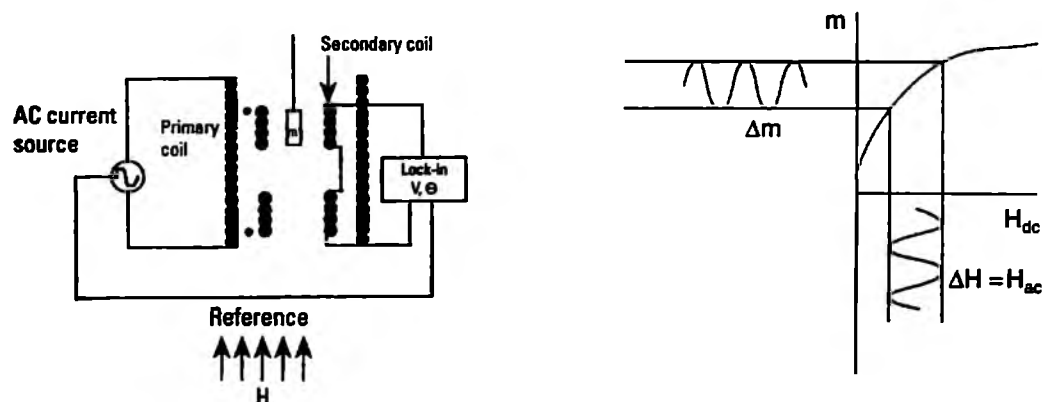 Secondary coil
AC current
source
Primary
coil
m
Lock-in
V, Θ
Reference
H
m
Δm
H_dc
ΔH = H_ac